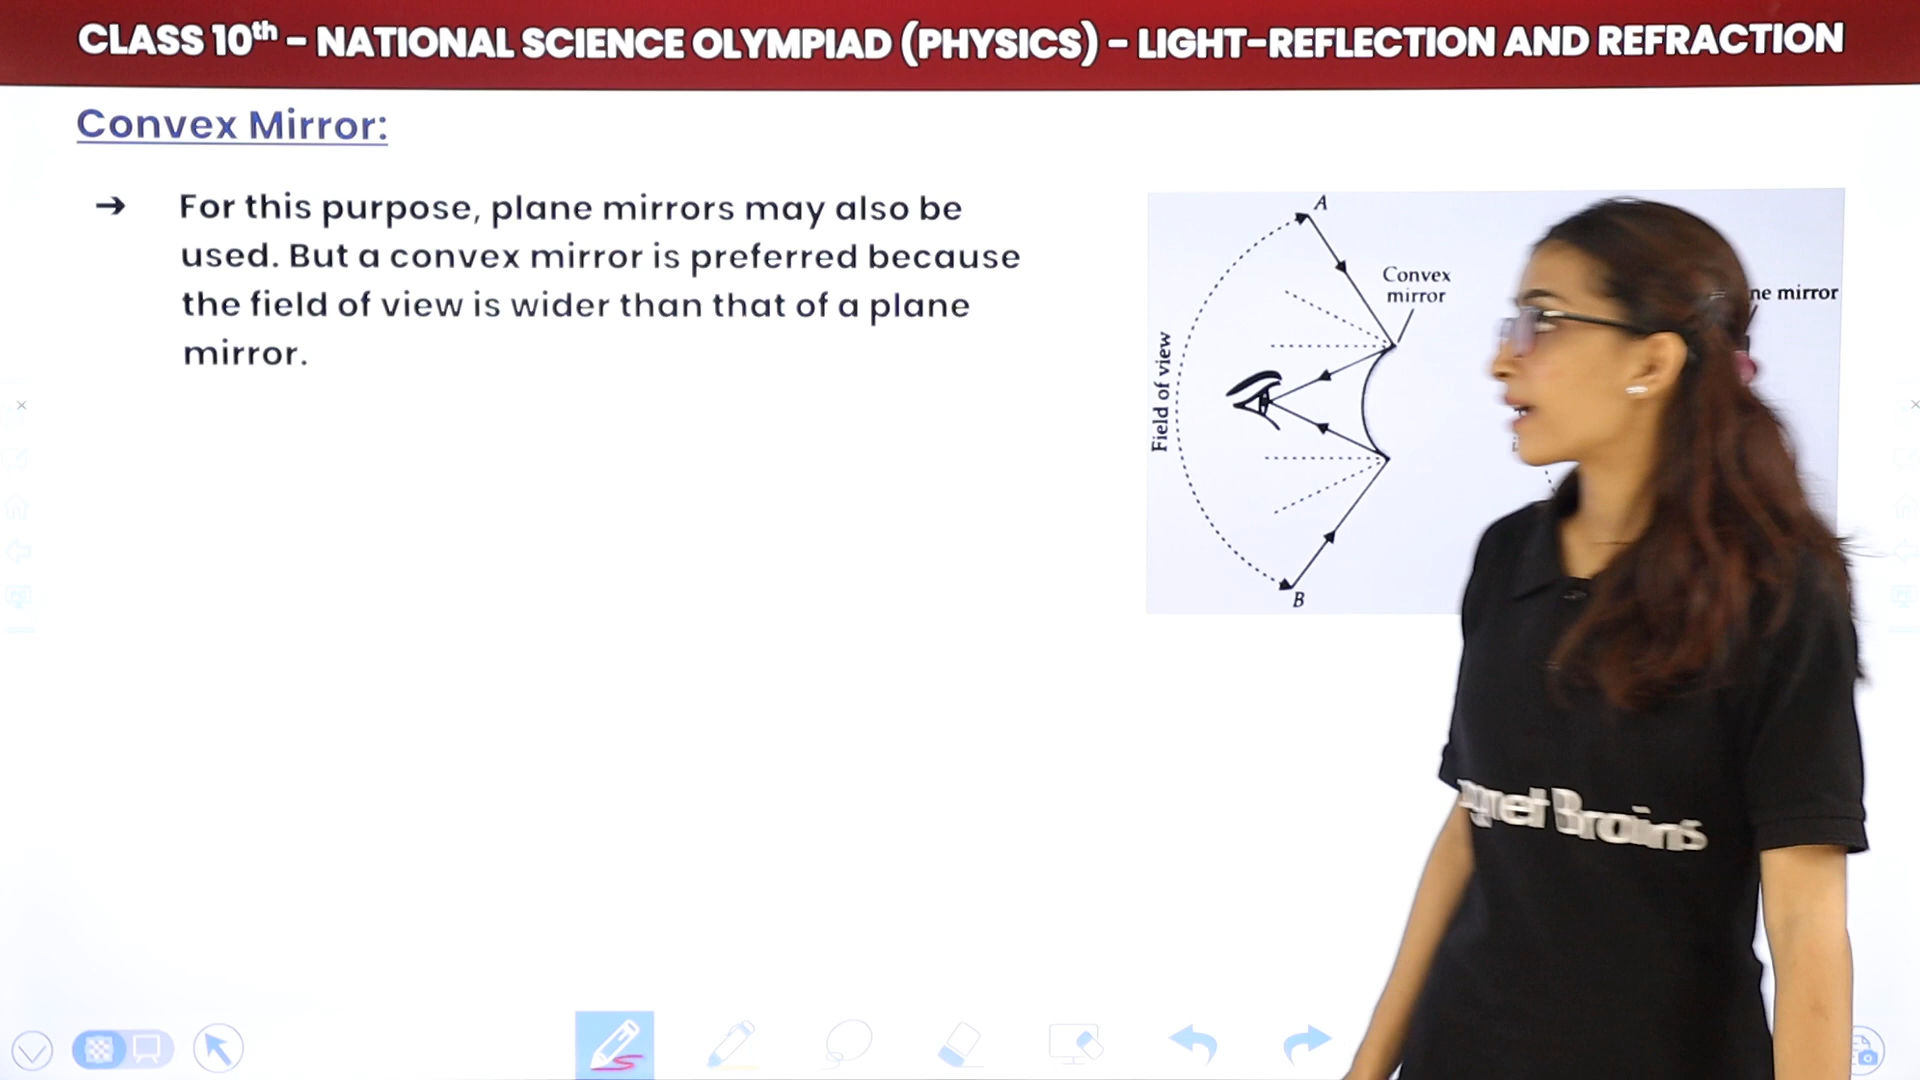 CLASS 10th – NATIONAL SCIENCE OLYMPIAD (PHYSICS) – LIGHT-REFLECTION AND REFRACTION
Convex Mirror:
➔ For this purpose, plane mirrors may also be
used. But a convex mirror is preferred because
the field of view is wider than that of a plane
mirror.
A
Convex
mirror
mirror
Field of view
B
Brains